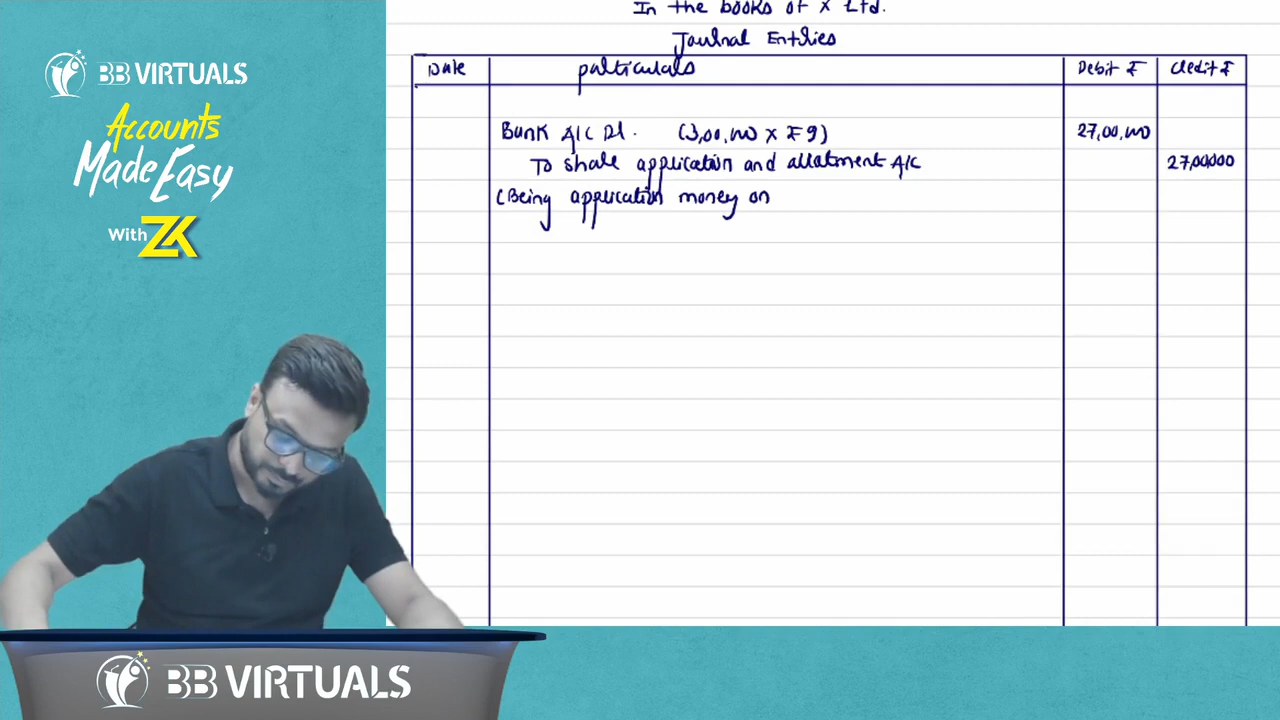 BB VIRTUALS
Accounts
Made Easy
With ZK
In the books of X Ltd.
Journal Entries
Date particulars Debit ₹ Credit ₹
Bank A/C Dr. (3,00,000 x ₹9) 27,00,000
To share application and allotment A/C 27,00,000
(Being application money on
BB VIRTUALS